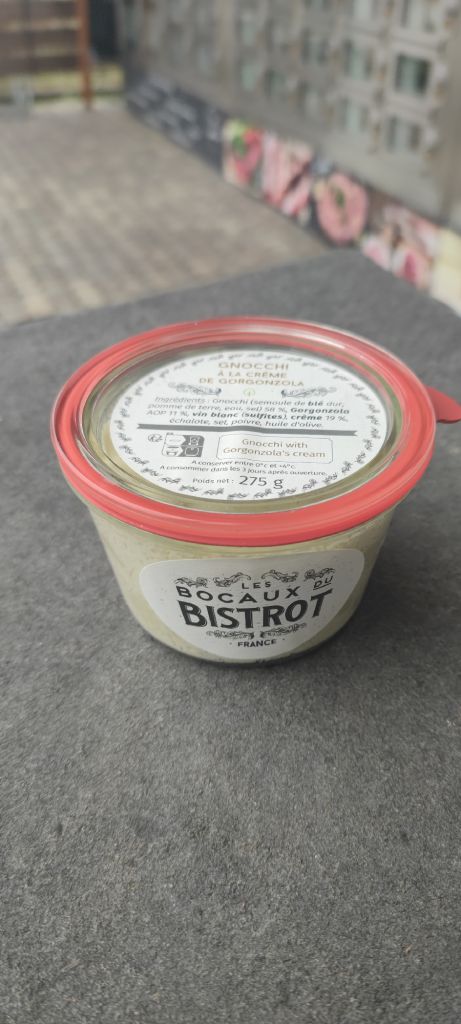 GNOCCHI
À LA CRÈME
DE GORGONZOLA
Ingrédients : Gnocchi (semoule de blé dur,
pomme de terre, eau, sel) 58 %, Gorgonzola
AOP 11 %, vin blanc (sulfites), crème 19 %,
échalote, sel, poivre, huile d'olive.
Gnocchi with
Gorgonzola's cream
A conserver entre 0°c et +4°c.
A consommer dans les 3 jours après ouverture.
Poids net : 275 g
LES
BOCAUX DU
BISTROT
• FRANCE •